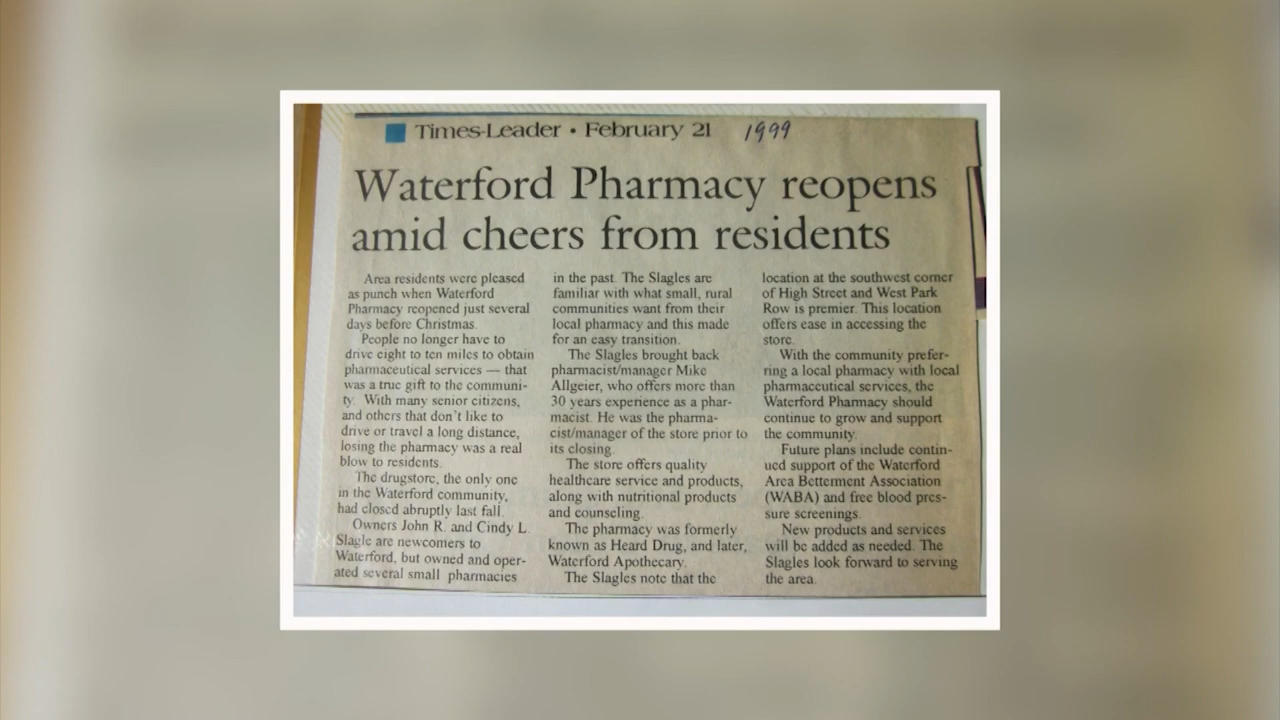 Times-Leader • February 21 1999
Waterford Pharmacy reopens
amid cheers from residents
Area residents were pleased
as punch when Waterford
Pharmacy reopened just several
days before Christmas.
People no longer have to
drive eight to ten miles to obtain
pharmaceutical services — that
was a true gift to the communi-
ty. With many senior citizens,
and others that don't like to
drive or travel a long distance,
losing the pharmacy was a real
blow to residents.
The drugstore, the only one
in the Waterford community,
had closed abruptly last fall.
Owners John R. and Cindy L.
Slagle are newcomers to
Waterford, but owned and oper-
ated several small pharmacies
in the past. The Slagles are
familiar with what small, rural
communities want from their
local pharmacy and this made
for an easy transition.
The Slagles brought back
pharmacist/manager Mike
Allgeier, who offers more than
30 years experience as a phar-
macist. He was the pharma-
cist/manager of the store prior to
its closing.
The store offers quality
healthcare service and products,
along with nutritional products
and counseling.
The pharmacy was formerly
known as Heard Drug, and later,
Waterford Apothecary.
The Slagles note that the
location at the southwest corner
of High Street and West Park
Row is premier. This location
offers ease in accessing the
store.
With the community prefer-
ring a local pharmacy with local
pharmaceutical services, the
Waterford Pharmacy should
continue to grow and support
the community.
Future plans include contin-
ued support of the Waterford
Area Betterment Association
(WABA) and free blood pres-
sure screenings.
New products and services
will be added as needed. The
Slagles look forward to serving
the area.